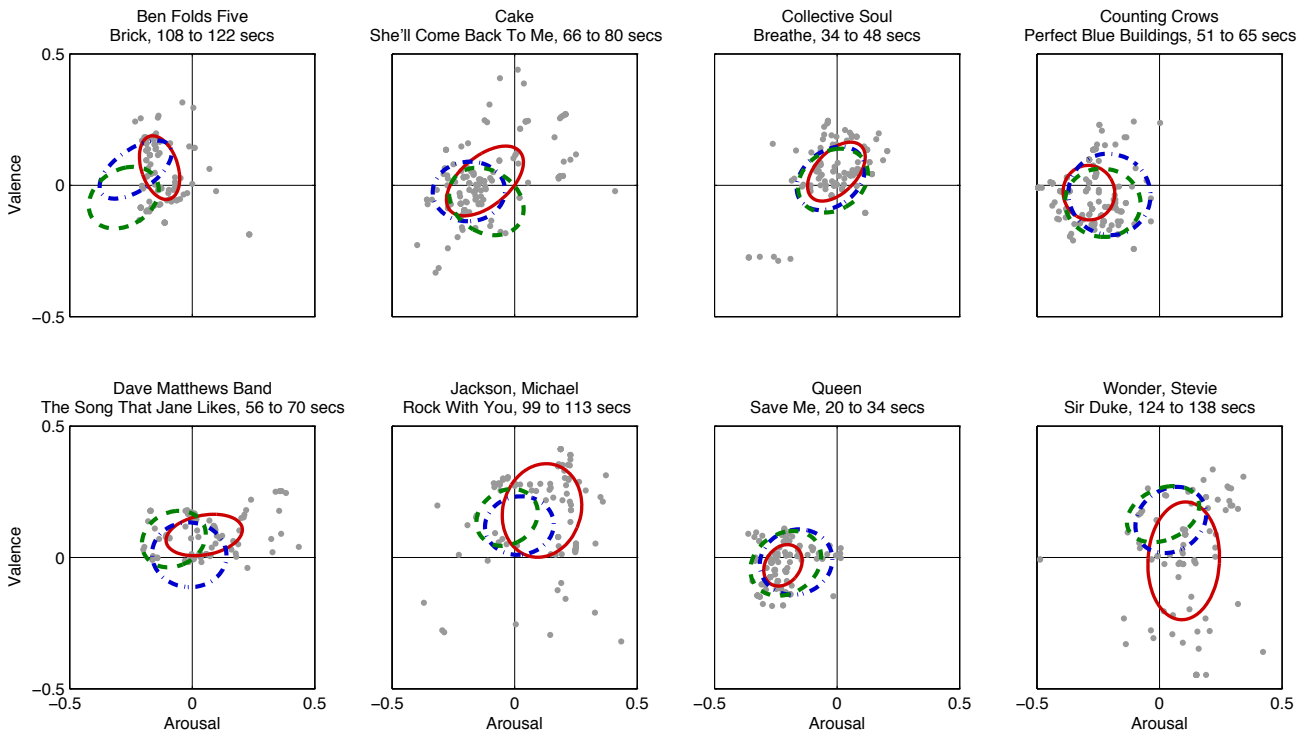 Ben Folds Five
Brick, 108 to 122 secs
Cake
She'll Come Back To Me, 66 to 80 secs
Collective Soul
Breathe, 34 to 48 secs
Counting Crows
Perfect Blue Buildings, 51 to 65 secs
0.5
0
−0.5
Valence
−0.5
0
0.5
−0.5
0
0.5
−0.5
0
0.5
−0.5
0
0.5
Dave Matthews Band
The Song That Jane Likes, 56 to 70 secs
Jackson, Michael
Rock With You, 99 to 113 secs
Queen
Save Me, 20 to 34 secs
Wonder, Stevie
Sir Duke, 124 to 138 secs
0.5
0
−0.5
Valence
Arousal
Arousal
Arousal
Arousal